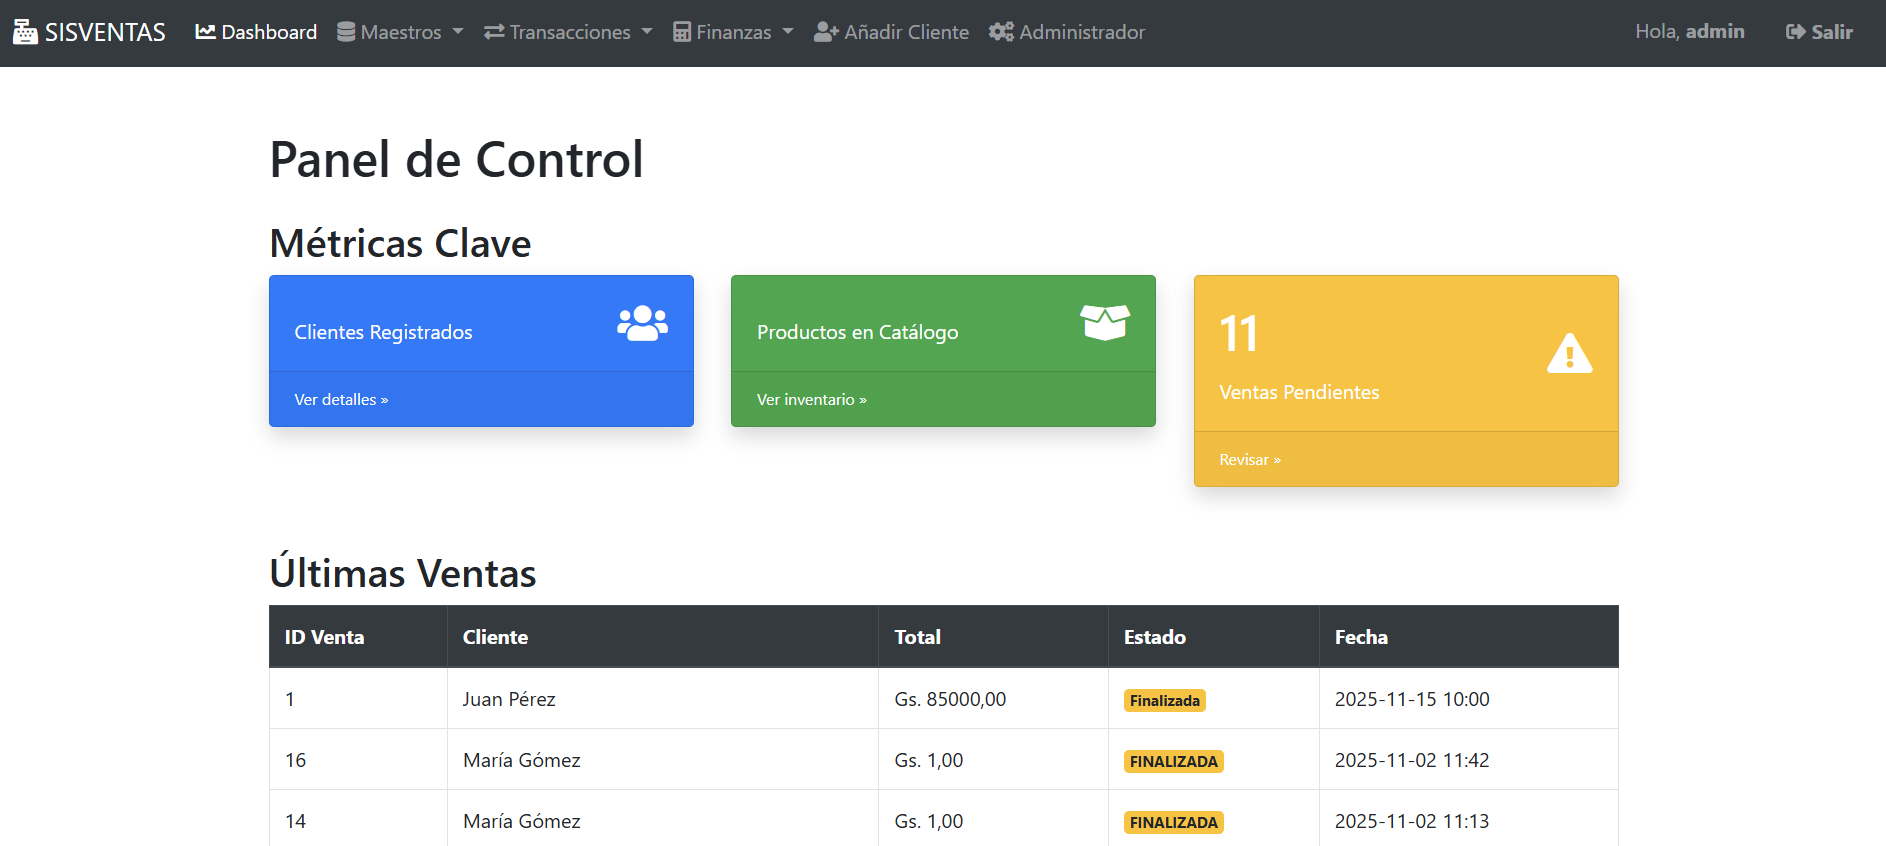 SISVENTAS Dashboard Maestros Transacciones Finanzas Añadir Cliente Administrador Hola, admin Salir
Panel de Control
Métricas Clave
Clientes Registrados
Ver detalles »
Productos en Catálogo
Ver inventario »
11
Ventas Pendientes
Revisar »
Últimas Ventas
ID Venta Cliente Total Estado Fecha
1 Juan Pérez Gs. 85000,00 Finalizada 2025-11-15 10:00
16 María Gómez Gs. 1,00 FINALIZADA 2025-11-02 11:42
14 María Gómez Gs. 1,00 FINALIZADA 2025-11-02 11:13